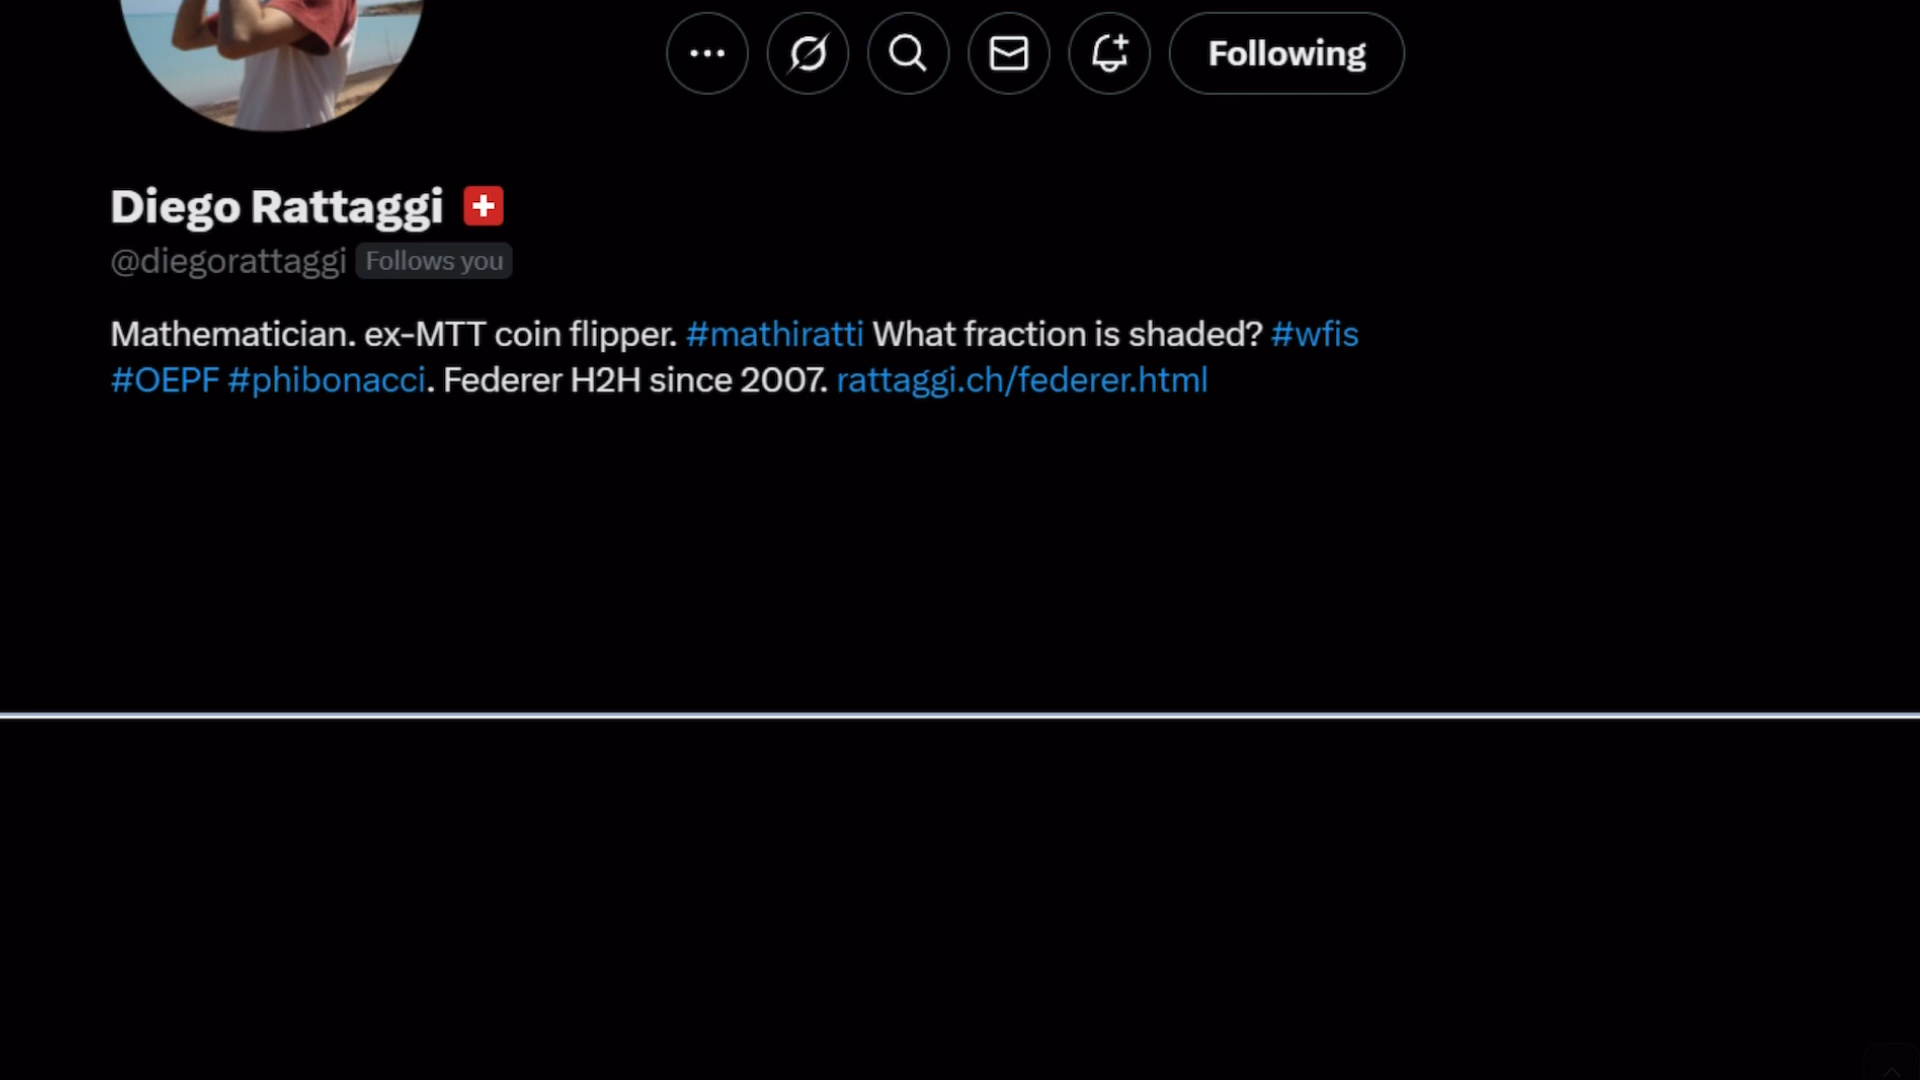 Following
Diego Rattaggi
@diegorattaggi Follows you
Mathematician. ex-MTT coin flipper. #mathiratti What fraction is shaded? #wfis
#OEPF #phibonacci. Federer H2H since 2007. rattaggi.ch/federer.html